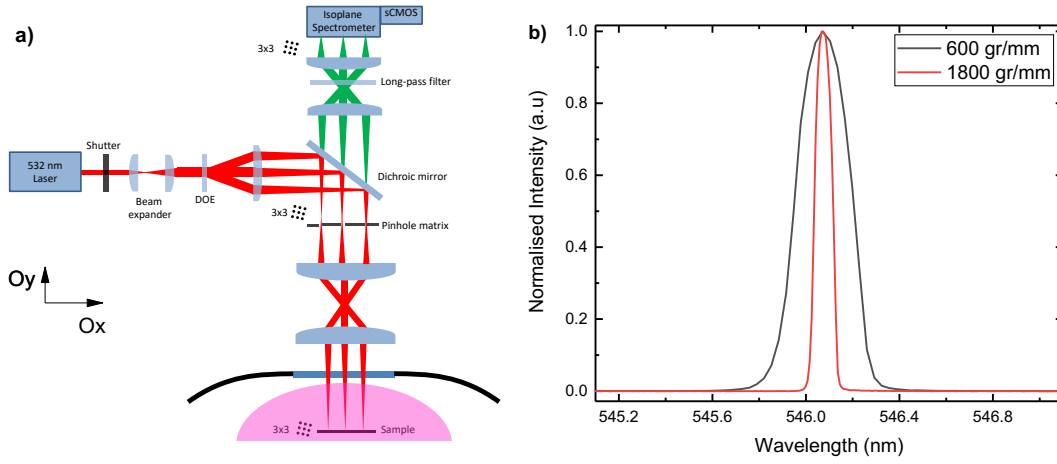 a)
Isoplane
Spectrometer
sCMOS
3x3
Long-pass filter
Shutter
532 nm
Laser
Beam
expander
DOE
Dichroic mirror
3x3
Pinhole matrix
Oy
Ox
3x3
Sample
b)
600 gr/mm
1800 gr/mm
Normalised Intensity (a.u)
1.0
0.8
0.6
0.4
0.2
0.0
545.2
545.6
546.0
546.4
546.8
Wavelength (nm)